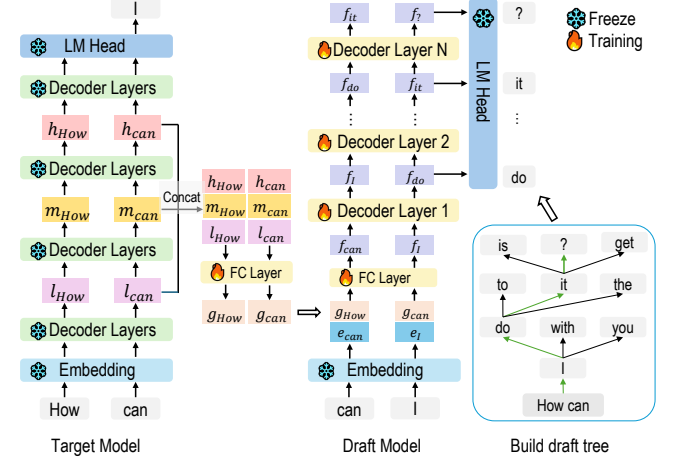 I
LM Head
Decoder Layers
h_How h_can
Decoder Layers
m_How m_can
Decoder Layers
l_How l_can
Decoder Layers
Embedding
How can
Target Model
Concat
h_How h_can
m_How m_can
l_How l_can
FC Layer
g_How g_can
f_it f_?
Decoder Layer N
f_do f_it
⋮ ⋮
Decoder Layer 2
f_I f_do
Decoder Layer 1
f_can f_I
FC Layer
g_How g_can
e_can e_I
Embedding
can I
Draft Model
LM Head
?
it
⋮
do
Freeze
Training
is ? get
to it the
do with you
I
How can
Build draft tree